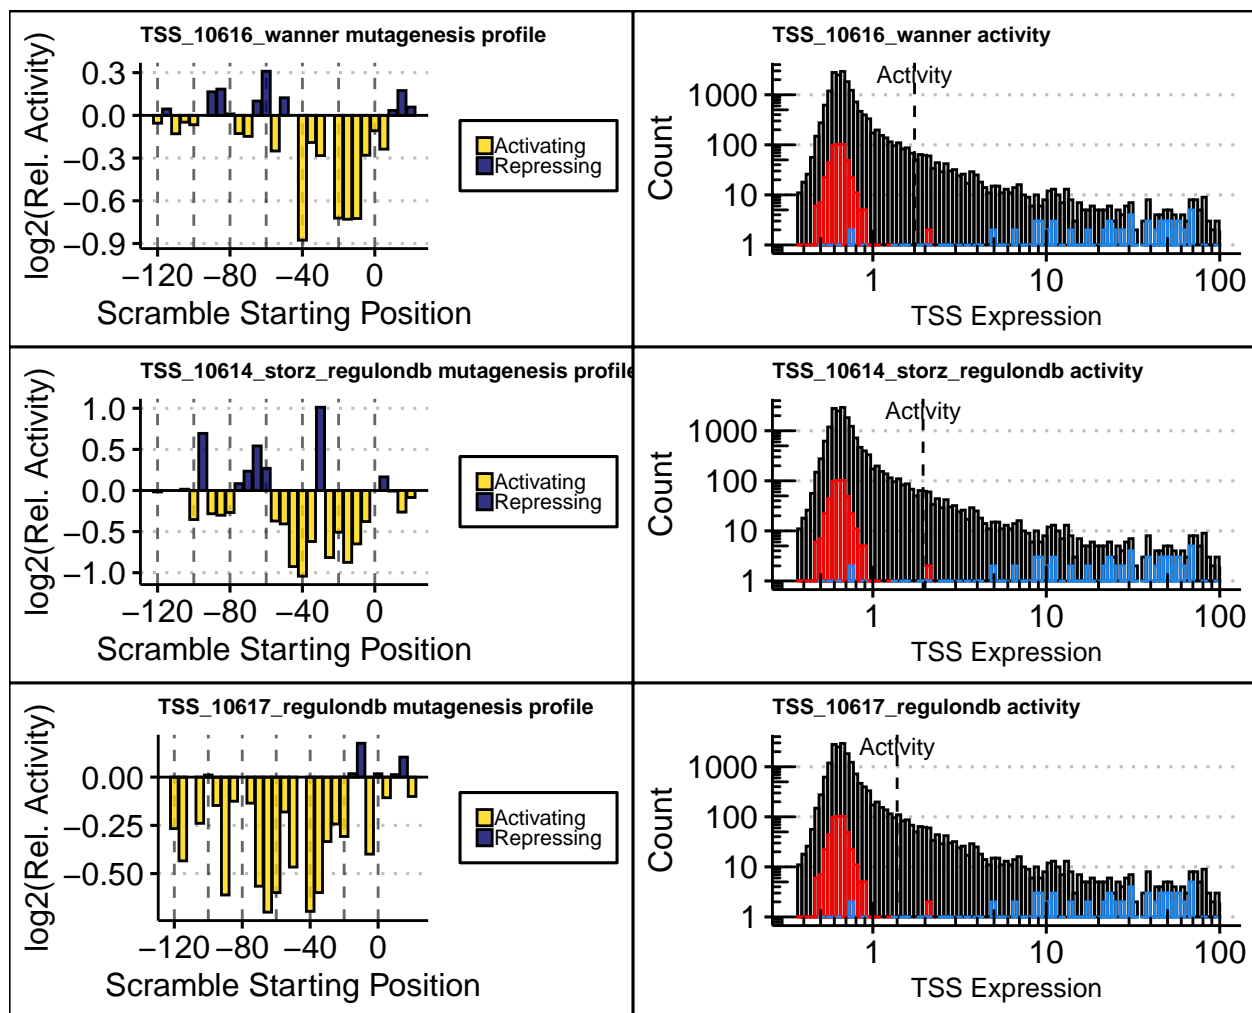 TSS_10616_wanner mutagenesis profile
log2(Rel. Activity)
0.3
0.0
−0.3
−0.6
−0.9
−120 −80 −40 0
Scramble Starting Position
Activating
Repressing
TSS_10616_wanner activity
Activity
Count
1000
100
10
1
1 10 100
TSS Expression
TSS_10614_storz_regulondb mutagenesis profile
log2(Rel. Activity)
1.0
0.5
0.0
−0.5
−1.0
−120 −80 −40 0
Scramble Starting Position
Activating
Repressing
TSS_10614_storz_regulondb activity
Activity
Count
1000
100
10
1
1 10 100
TSS Expression
TSS_10617_regulondb mutagenesis profile
log2(Rel. Activity)
0.00
−0.25
−0.50
−120 −80 −40 0
Scramble Starting Position
Activating
Repressing
TSS_10617_regulondb activity
Activity
Count
1000
100
10
1
1 10 100
TSS Expression